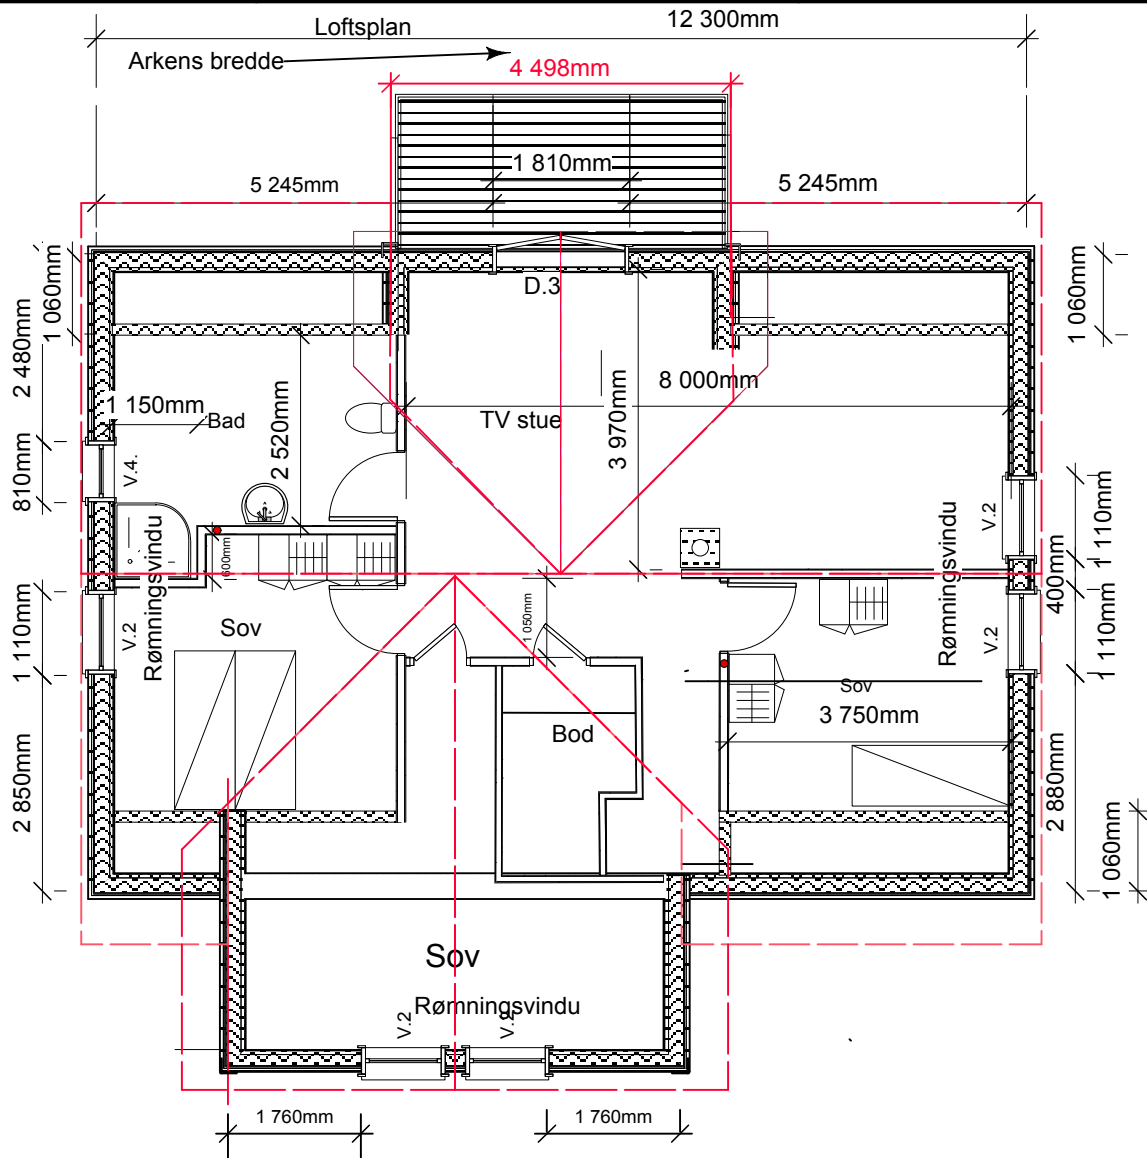 Loftsplan
12 300mm
Arkens bredde
4 498mm
1 810mm
5 245mm
5 245mm
1 060mm
1 060mm
D.3
2 480mm
8 000mm
1 150mm
Bad
TV stue
2 520mm
3 970mm
810mm
V.4.
V.2
1 110mm
Rømningsvindu
Rømningsvindu
600mm
400mm
1 110mm
V.2
Sov
1 050mm
V.2
1 110mm
Sov
3 750mm
Bod
2 850mm
2 880mm
1 060mm
Sov
Rømningsvindu
V.2
V.2
1 760mm
1 760mm